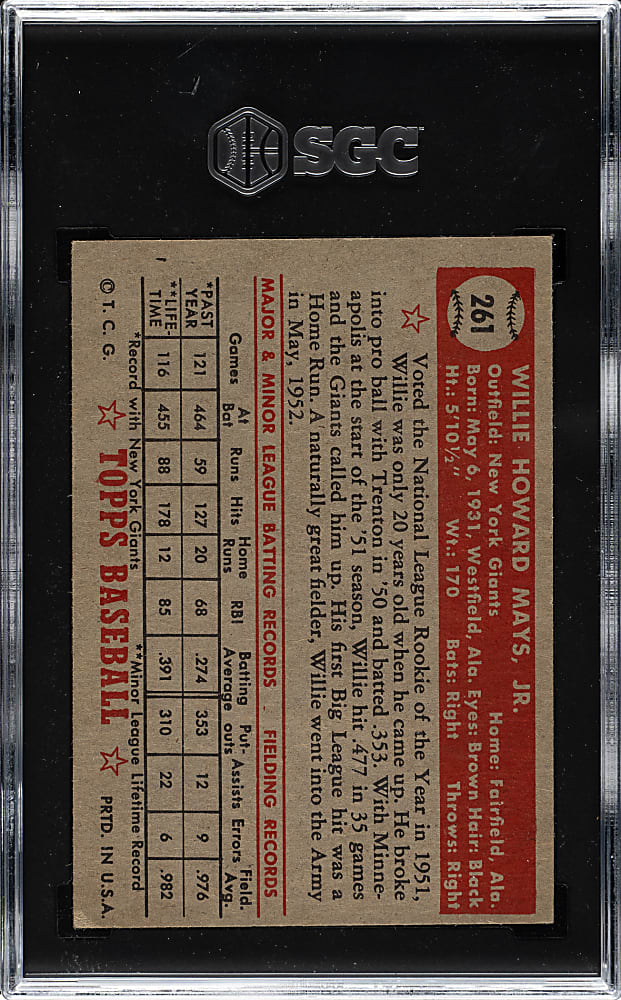 SGC
261
WILLIE HOWARD MAYS, JR.
Outfield: New York Giants Home: Fairfield, Ala.
Born: May 6, 1931, Westfield, Ala. Eyes: Brown Hair: Black
Ht.: 5'10½" Wt.: 170 Bats: Right Throws: Right
Voted the National League Rookie of the Year in 1951,
Willie was only 20 years old when he came up. He broke
into pro ball with Trenton in '50 and batted .353. With Minne-
apolis at the start of the '51 season, Willie hit .477 in 35 games
and the Giants called him up. His first Big League hit was a
Home Run. A naturally great fielder, Willie went into the Army
in May, 1952.
MAJOR & MINOR LEAGUE BATTING RECORDS FIELDING RECORDS
Games At Bat Runs Hits Home Runs RBI Batting Average Put-outs Assists Errors Field. Avg.
*PAST YEAR 121 464 59 127 20 68 .274 353 12 9 .976
**LIFE-TIME 116 455 88 178 12 85 .391 310 22 6 .982
*Record with New York Giants **Minor League Lifetime Record
© T. C. G. TOPPS BASEBALL PRTD. IN U.S.A.